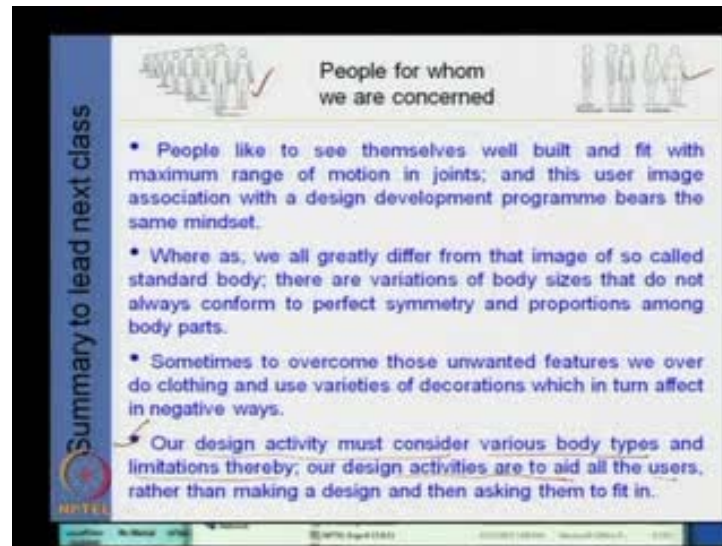 People for whom
we are concerned
Summary to lead next class
• People like to see themselves well built and fit with
maximum range of motion in joints; and this user image
association with a design development programme bears the
same mindset.
• Where as, we all greatly differ from that image of so called
standard body; there are variations of body sizes that do not
always conform to perfect symmetry and proportions among
body parts.
• Sometimes to overcome those unwanted features we over
do clothing and use varieties of decorations which in turn affect
in negative ways.
• Our design activity must consider various body types and
limitations thereby; our design activities are to aid all the users,
rather than making a design and then asking them to fit in.
NPTEL